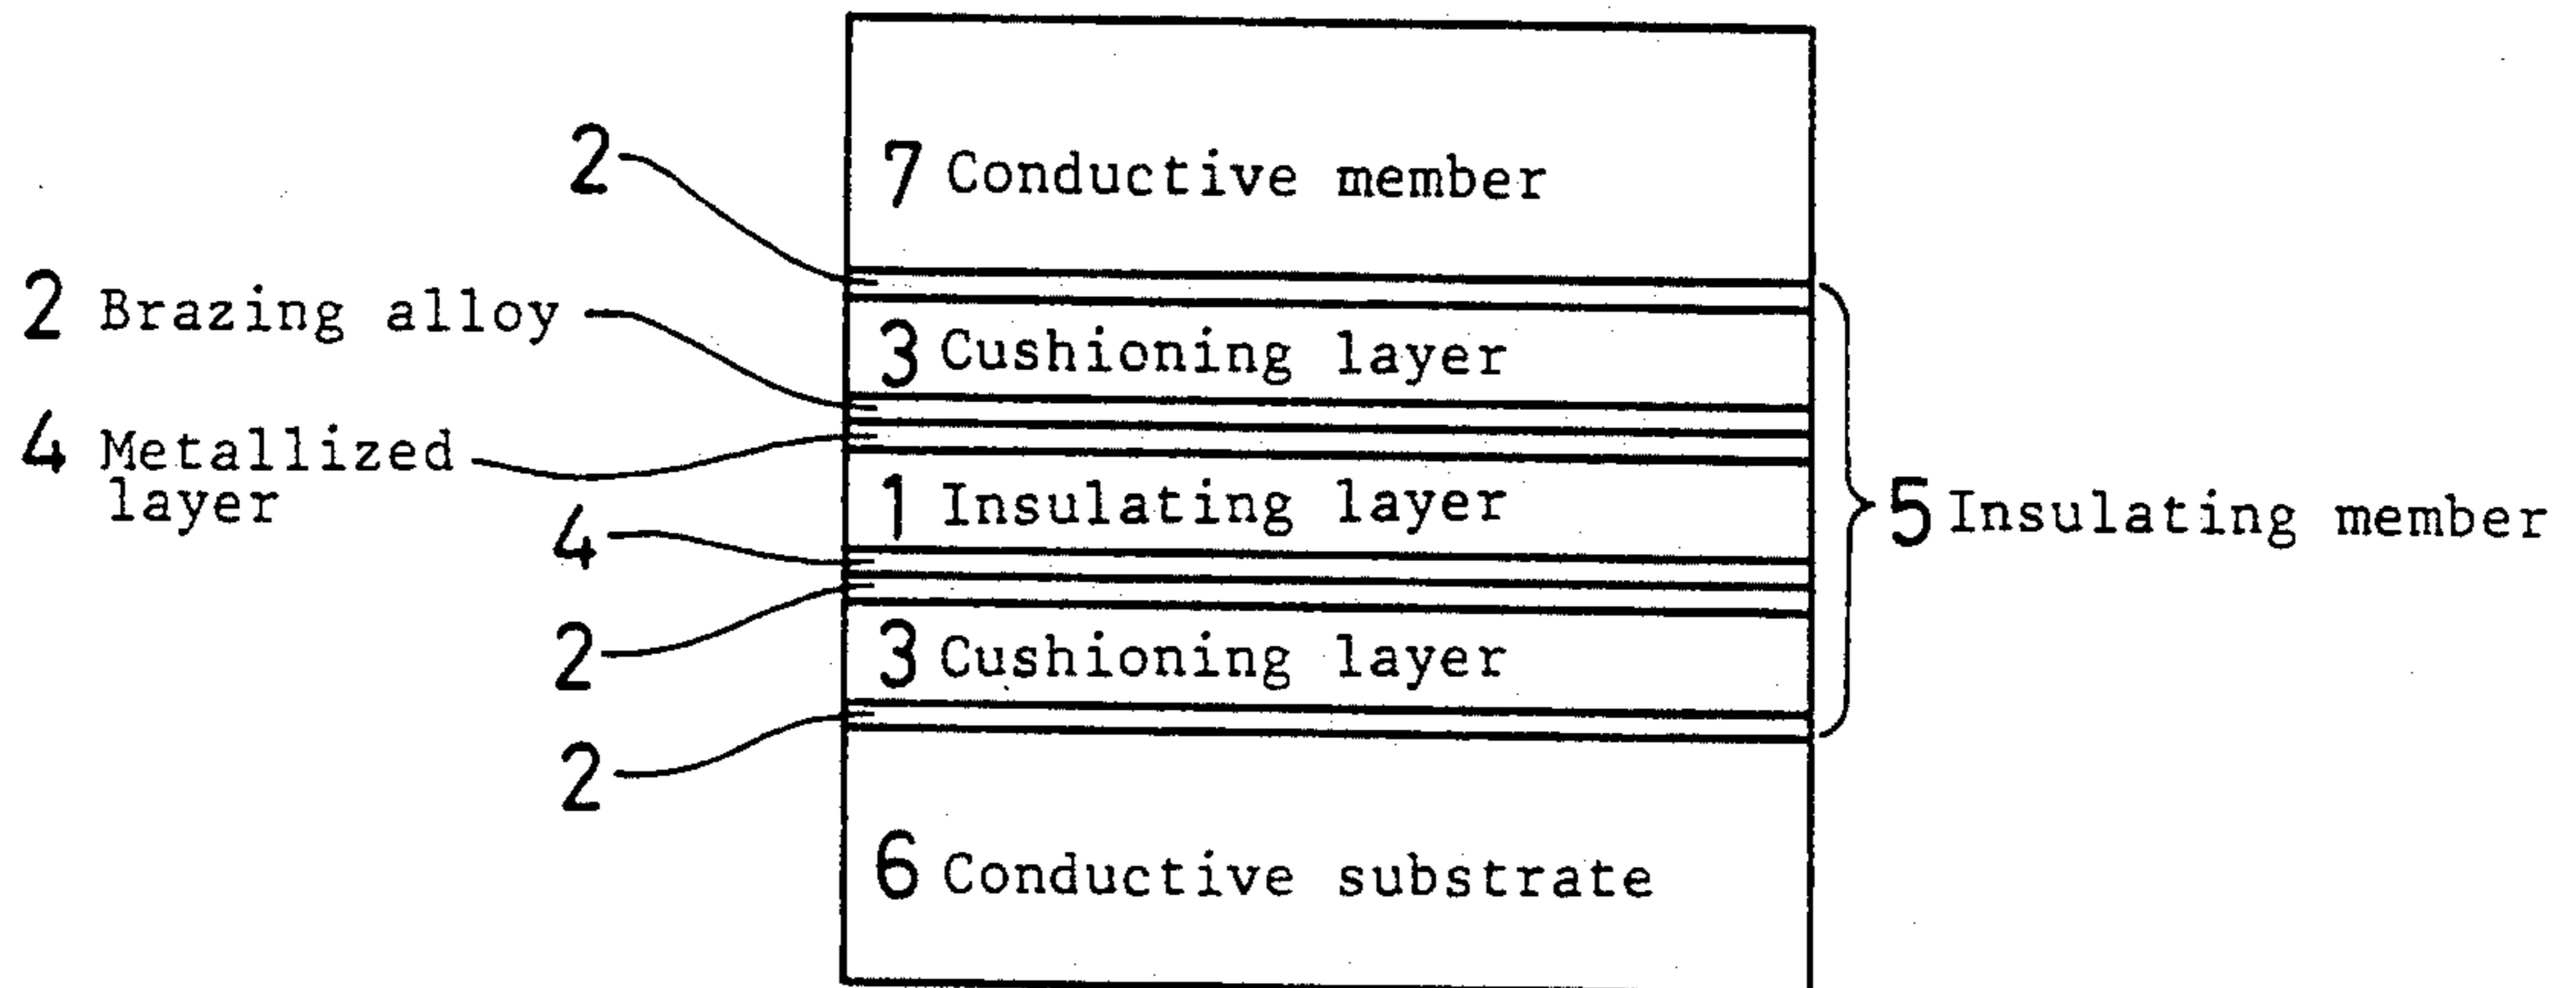 2
7 Conductive member
2 Brazing alloy
3 Cushioning layer
4 Metallized
layer
1 Insulating layer
5 Insulating member
4
2
3 Cushioning layer
2
6 Conductive substrate